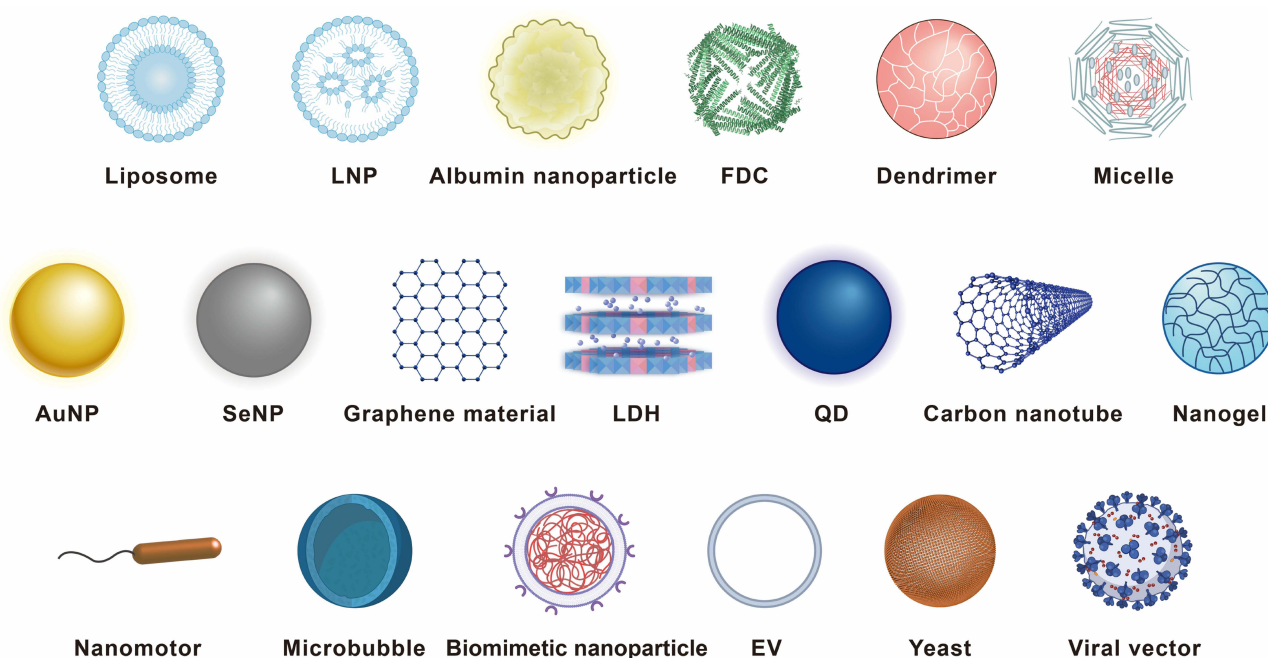 Liposome LNP Albumin nanoparticle FDC Dendrimer Micelle
AuNP SeNP Graphene material LDH QD Carbon nanotube Nanogel
Nanomotor Microbubble Biomimetic nanoparticle EV Yeast Viral vector